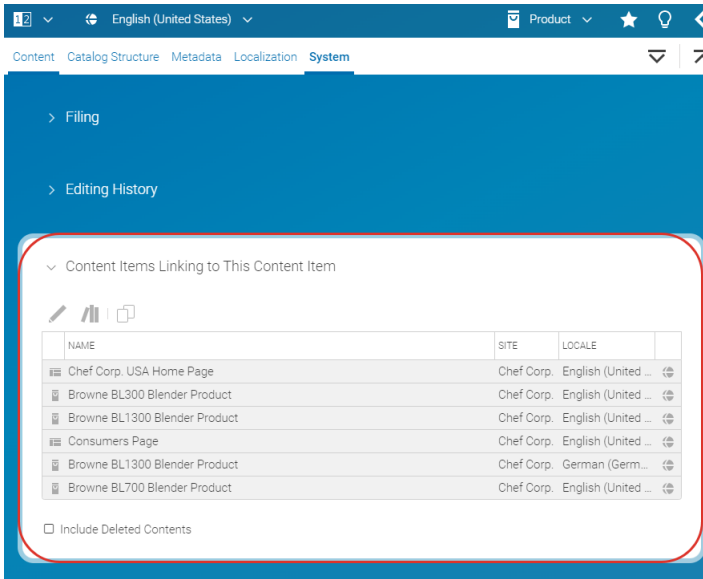 12 English (United States) Product
Content Catalog Structure Metadata Localization System
Filing
Editing History
Content Items Linking to This Content Item
NAME SITE LOCALE
Chef Corp. USA Home Page Chef Corp. English (United ...
Browne BL300 Blender Product Chef Corp. English (United ...
Browne BL1300 Blender Product Chef Corp. English (United ...
Consumers Page Chef Corp. English (United ...
Browne BL1300 Blender Product Chef Corp. German (Germ...
Browne BL700 Blender Product Chef Corp. English (United ...
Include Deleted Contents